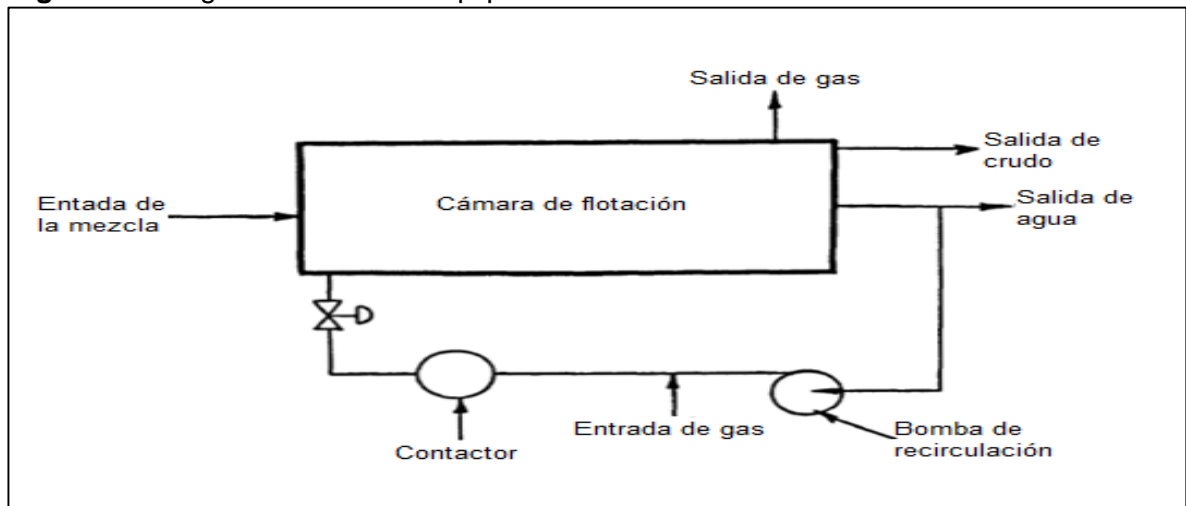 Salida de gas
Salida de
crudo
Entada de
la mezcla
Cámara de flotación
Salida de
agua
Entrada de gas
Bomba de
recirculación
Contactor